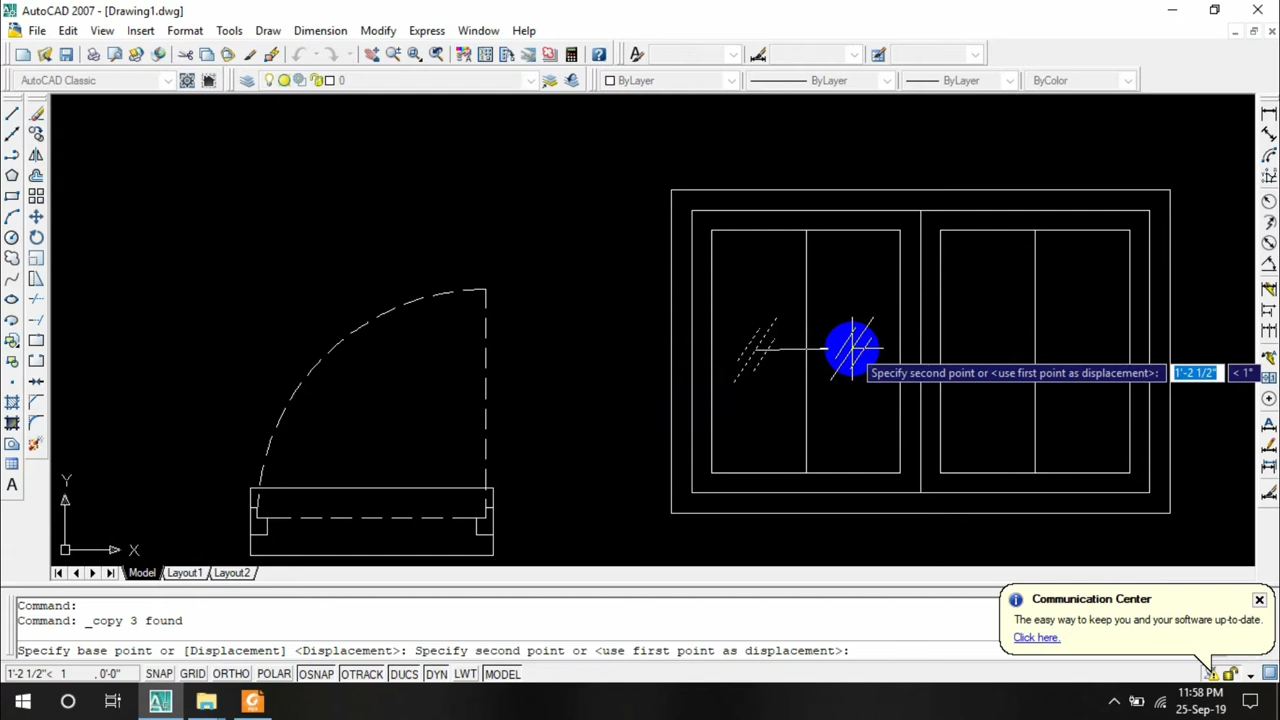 AutoCAD 2007 - [Drawing1.dwg]
File Edit View Insert Format Tools Draw Dimension Modify Express Window Help
AutoCAD Classic 0 ByLayer ByLayer ByLayer ByColor
Specify second point or <use first point as displacement>: 1'-2 1/2" < 1°
Y
X
Model Layout1 Layout2
Command:
Command: _copy 3 found
Specify base point or [Displacement] <Displacement>: Specify second point or <use first point as displacement>:
Communication Center
The easy way to keep you and your software up-to-date.
Click here.
1'-2 1/2"< 1 , 0'-0" SNAP GRID ORTHO POLAR OSNAP OTRACK DUCS DYN LWT MODEL
11:58 PM
25-Sep-19